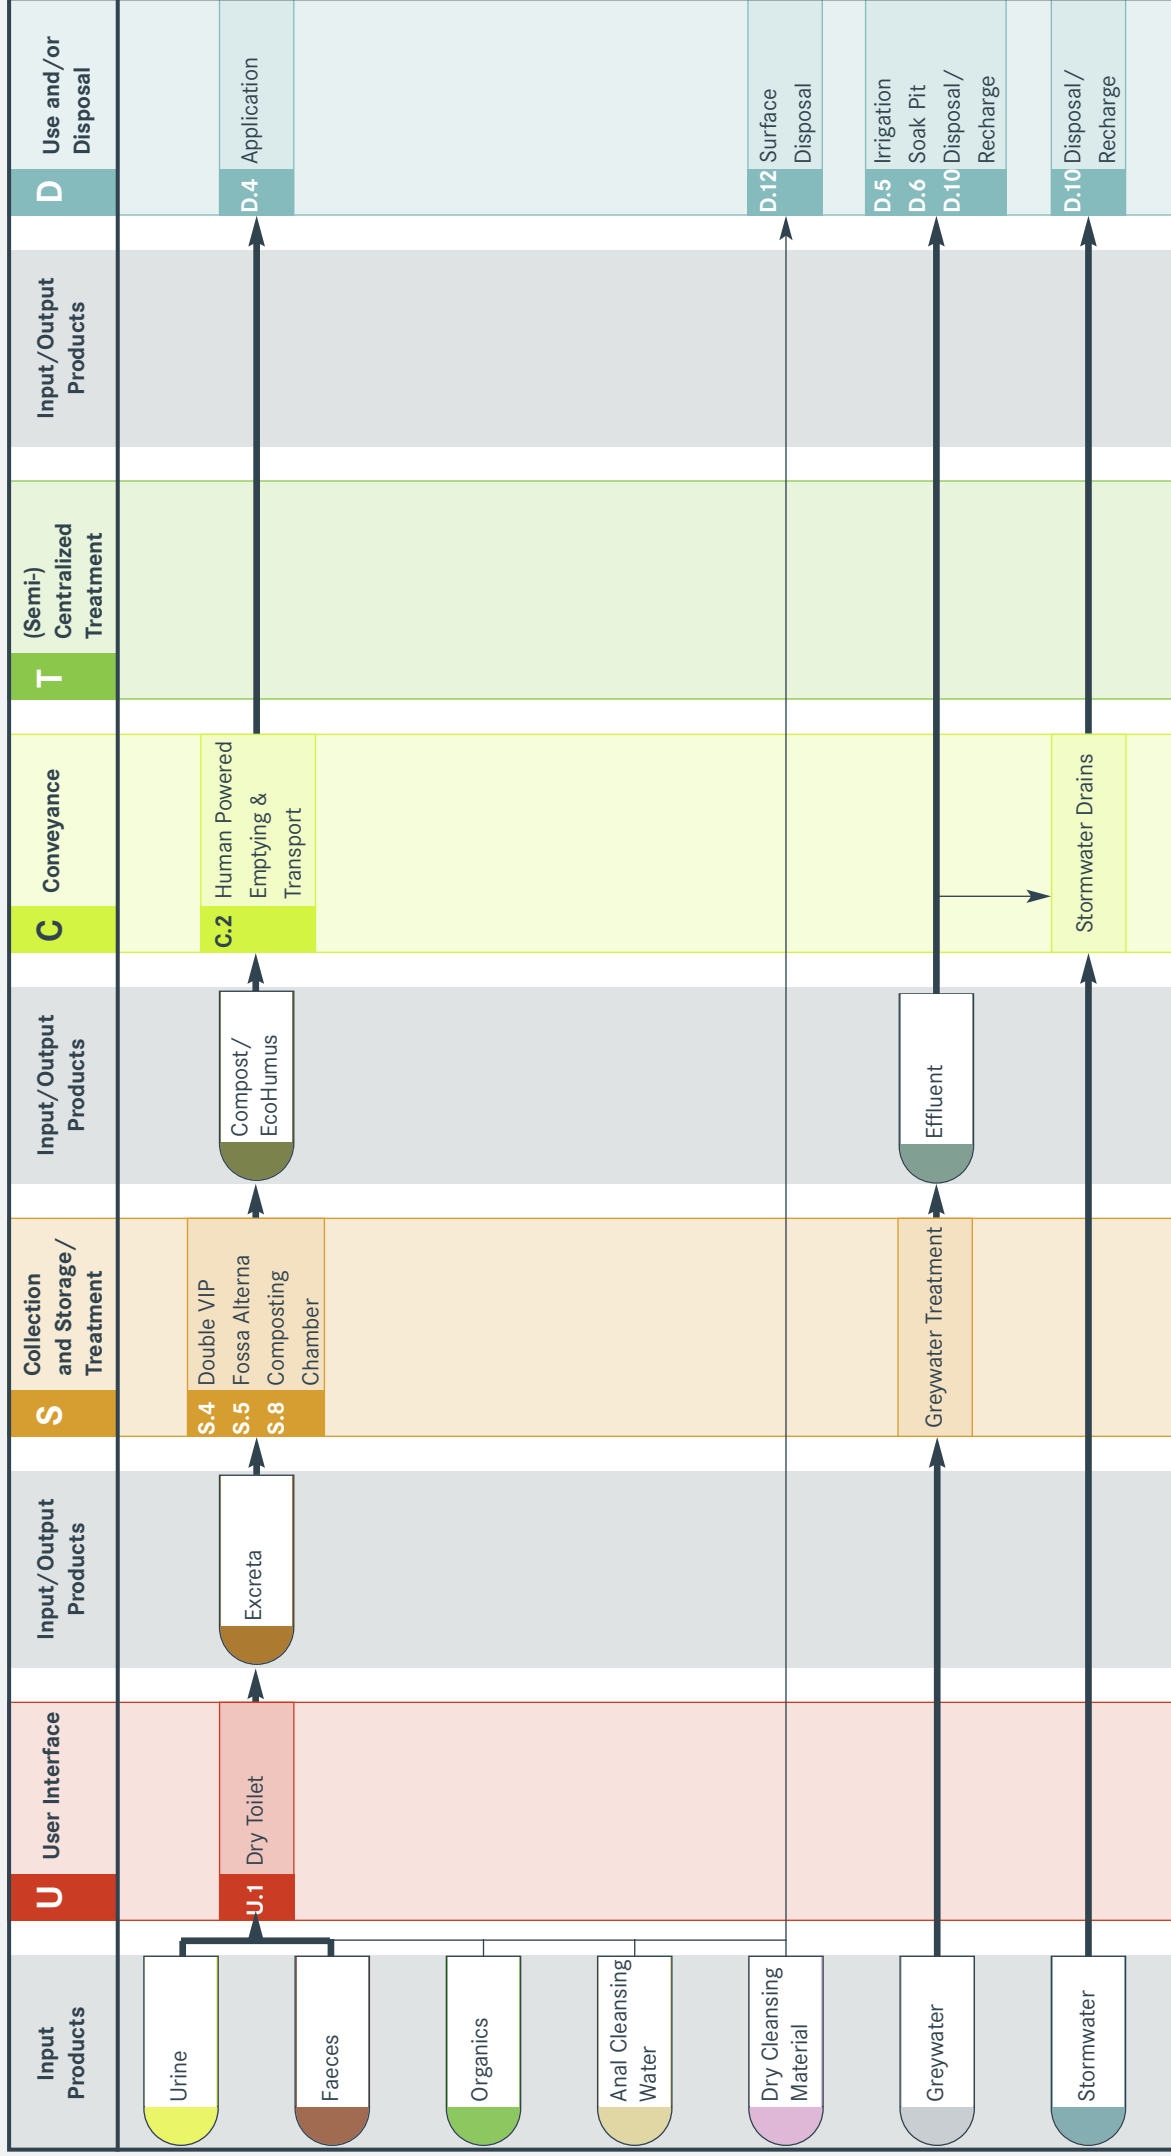 Input
Products
U User Interface
Input/Output
Products
S Collection
and Storage/
Treatment
Input/Output
Products
C Conveyance
T (Semi-)
Centralized
Treatment
Input/Output
Products
D Use and/or
Disposal
Urine
Faeces
Organics
Anal Cleansing
Water
Dry Cleansing
Material
Greywater
Stormwater
U.1 Dry Toilet
Excreta
S.4 Double VIP
S.5 Fossa Alterna
S.8 Composting
Chamber
Greywater Treatment
Compost/
EcoHumus
Effluent
C.2 Human Powered
Emptying &
Transport
Stormwater Drains
D.4 Application
D.12 Surface
Disposal
D.5 Irrigation
D.6 Soak Pit
D.10 Disposal/
Recharge
D.10 Disposal/
Recharge